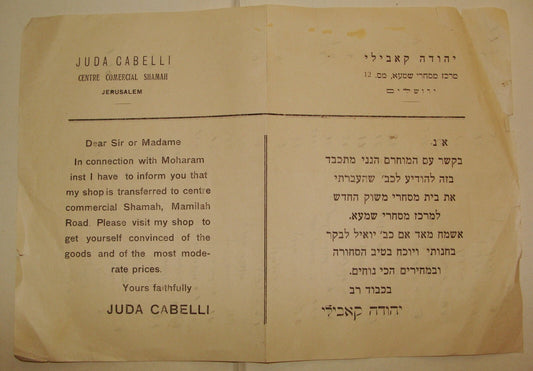 JUDA CABELLI
CENTRE COMERCIAL SHAMAH
JERUSALEM
Dear Sir or Madame
In connection with Moharam
inst I have to inform you that
my shop is transferred to centre
commercial Shamah, Mamilah
Road. Please visit my shop to
get yourself convinced of the
goods and of the most mode-
rate prices.
Yours faithfully
JUDA CABELLI
יהודה קאבילי
מרכז מסחרי שמעא, מס. 12
ירושלים
א׳נ׳
בקשר עם המוחרם הנני מתכבד
בזה להודיע לכב׳ שהעברתי
את בית מסחרי משוק החדש
למרכז מסחרי שמעא.
אשמח מאד אם כב׳ יואיל לבקר
בחנותי ויוכח בטיב הסחורה
ובמחירים הכי נוחים.
בכבוד רב
יהודה קאבילי